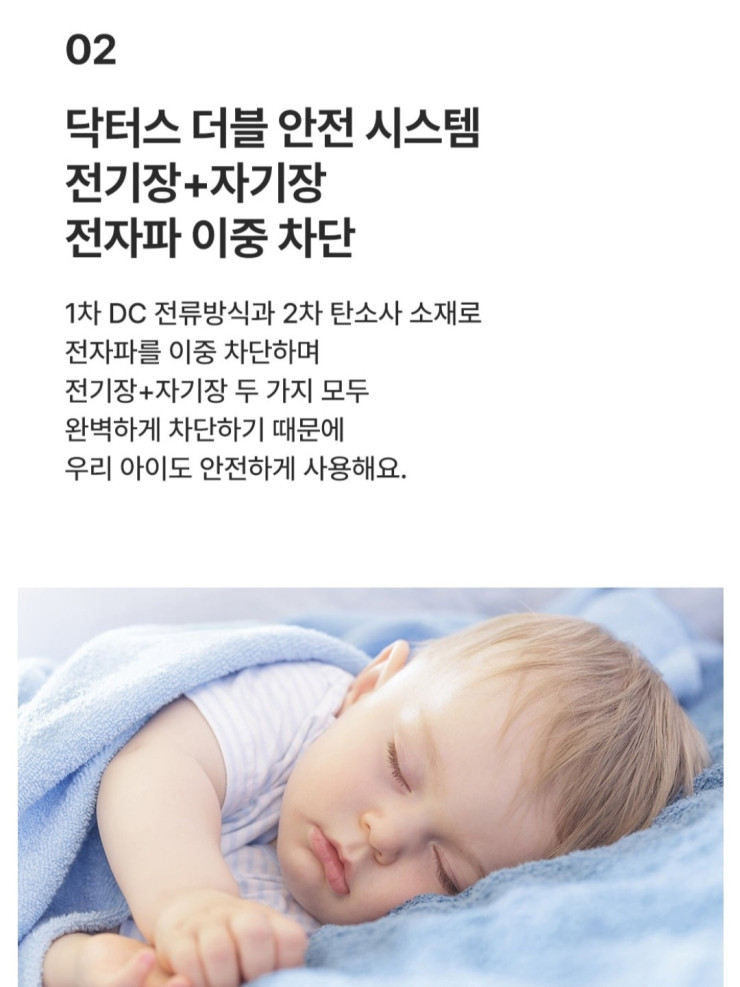 02
닥터스 더블 안전 시스템
전기장+자기장
전자파 이중 차단
1차 DC 전류방식과 2차 탄소사 소재로
전자파를 이중 차단하며
전기장+자기장 두 가지 모두
완벽하게 차단하기 때문에
우리 아이도 안전하게 사용해요.